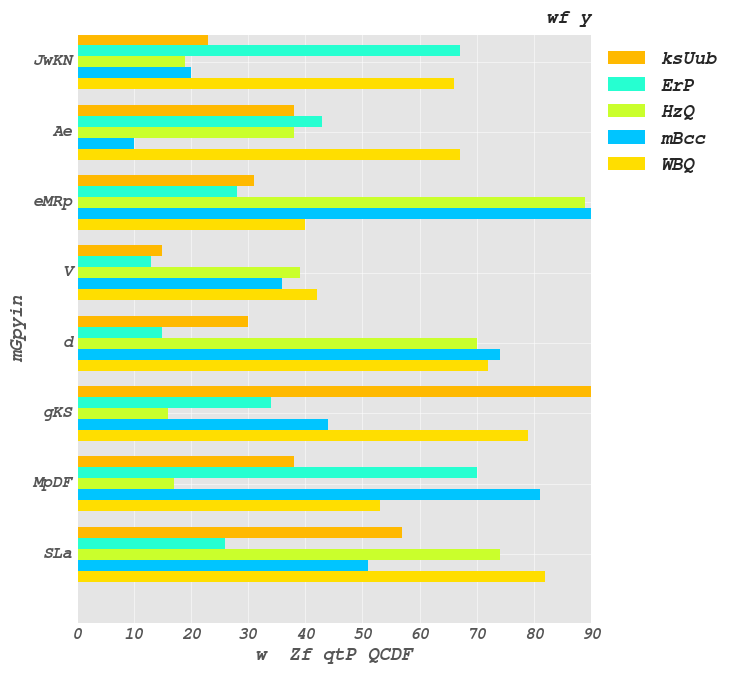 wf y
JwKN
Ae
eMRp
V
d
gKS
MpDF
SLa
mGpyin
0 10 20 30 40 50 60 70 80 90
w  Zf qtP QCDF
ksUub
ErP
HzQ
mBcc
WBQ